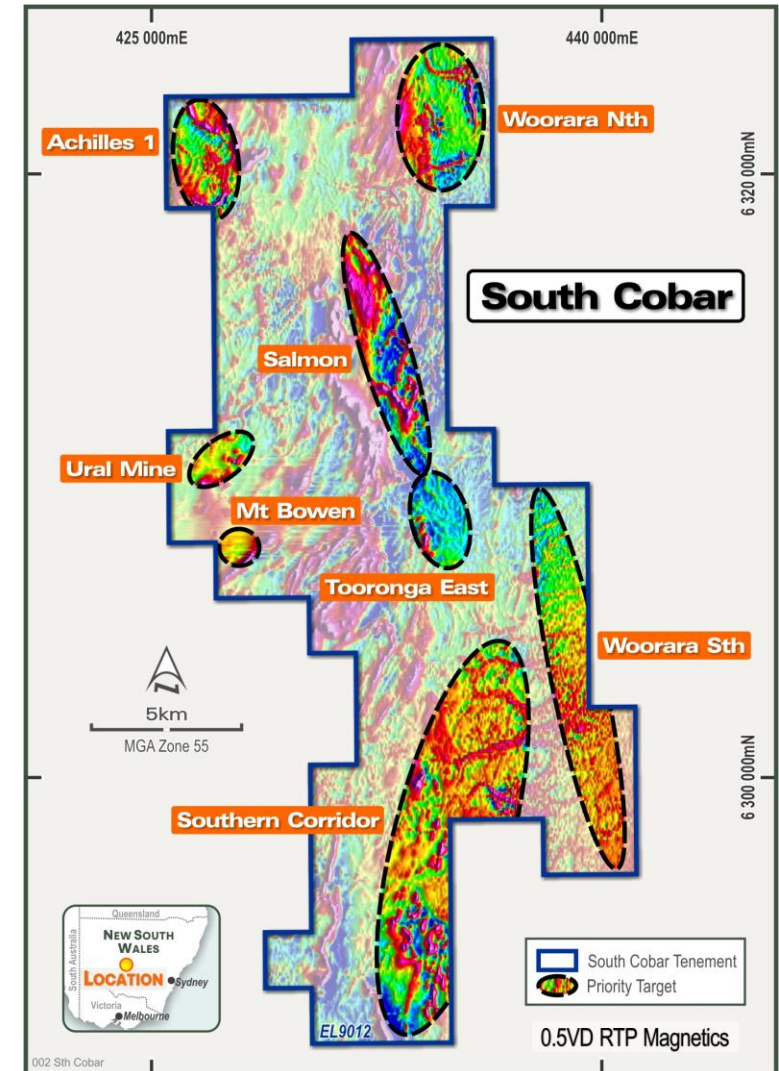 425 000mE
440 000mE
Achilles 1
Woorara Nth
6 320 000mN
South Cobar
Salmon
Ural Mine
Mt Bowen
Tooronga East
Woorara Sth
N
5km
MGA Zone 55
6 300 000mN
Southern Corridor
Queensland
South Australia
NEW SOUTH
WALES
LOCATION
Sydney
Victoria
Melbourne
EL9012
South Cobar Tenement
Priority Target
0.5VD RTP Magnetics
002 Sth Cobar